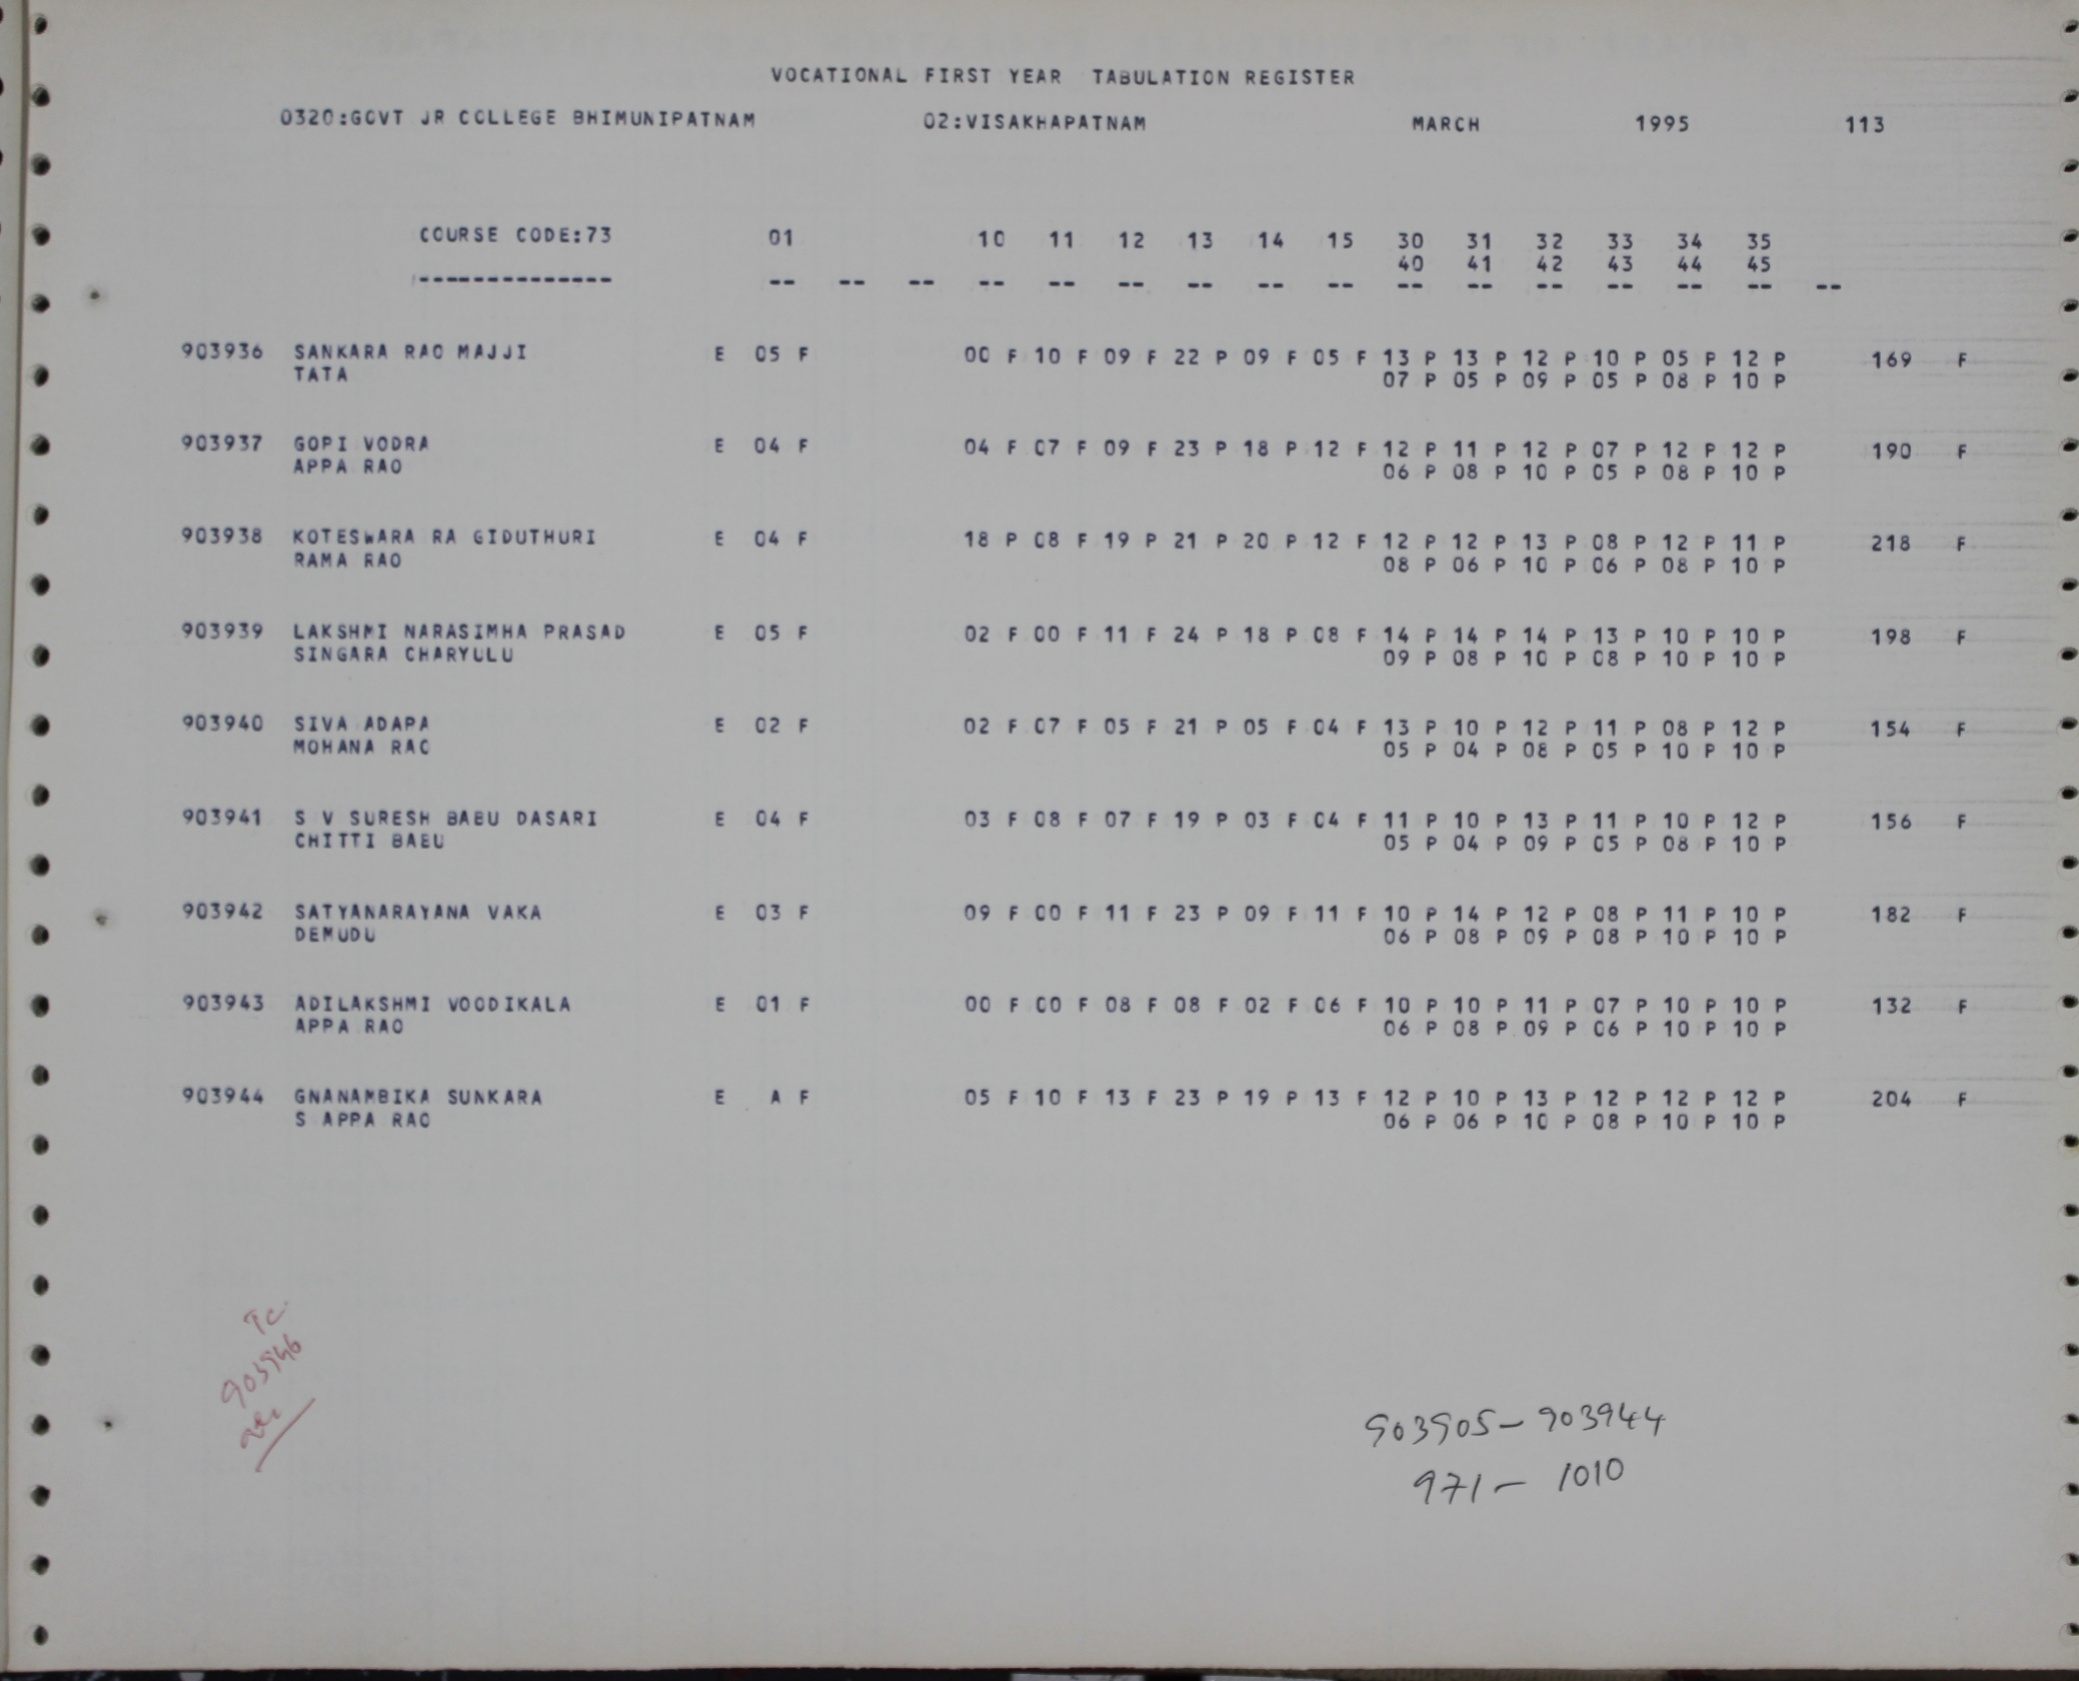 VOCATIONAL FIRST YEAR TABULATION REGISTER
0320:GOVT JR COLLEGE BHIMUNIPATNAM 02:VISAKHAPATNAM MARCH 1995 113
COURSE CODE:73 01 10 11 12 13 14 15 30 31 32 33 34 35
40 41 42 43 44 45
-------------- -- -- -- -- -- -- -- -- -- -- -- -- -- -- -- --
903936 SANKARA RAO MAJJI E 05 F 00 F 10 F 09 F 22 P 09 F 05 F 13 P 13 P 12 P 10 P 05 P 12 P 169 F
TATA 07 P 05 P 09 P 05 P 08 P 10 P
903937 GOPI VODRA E 04 F 04 F 07 F 09 F 23 P 18 P 12 F 12 P 11 P 12 P 07 P 12 P 12 P 190 F
APPA RAO 06 P 08 P 10 P 05 P 08 P 10 P
903938 KOTESWARA RA GIDUTHURI E 04 F 18 P 08 F 19 P 21 P 20 P 12 F 12 P 12 P 13 P 08 P 12 P 11 P 218 F
RAMA RAO 08 P 06 P 10 P 06 P 08 P 10 P
903939 LAKSHMI NARASIMHA PRASAD E 05 F 02 F 00 F 11 F 24 P 18 P 08 F 14 P 14 P 14 P 13 P 10 P 10 P 198 F
SINGARA CHARYULU 09 P 08 P 10 P 08 P 10 P 10 P
903940 SIVA ADAPA E 02 F 02 F 07 F 05 F 21 P 05 F 04 F 13 P 10 P 12 P 11 P 08 P 12 P 154 F
MOHANA RAO 05 P 04 P 08 P 05 P 10 P 10 P
903941 S V SURESH BABU DASARI E 04 F 03 F 08 F 07 F 19 P 03 F 04 F 11 P 10 P 13 P 11 P 10 P 12 P 156 F
CHITTI BABU 05 P 04 P 09 P 05 P 08 P 10 P
903942 SATYANARAYANA VAKA E 03 F 09 F 00 F 11 F 23 P 09 F 11 F 10 P 14 P 12 P 08 P 11 P 10 P 182 F
DEMUDU 06 P 08 P 09 P 08 P 10 P 10 P
903943 ADILAKSHMI VOODIKALA E 01 F 00 F 00 F 08 F 08 F 02 F 06 F 10 P 10 P 11 P 07 P 10 P 10 P 132 F
APPA RAO 06 P 08 P 09 P 06 P 10 P 10 P
903944 GNANAMBIKA SUNKARA E A F 05 F 10 F 13 F 23 P 19 P 13 F 12 P 10 P 13 P 12 P 12 P 12 P 204 F
S APPA RAO 06 P 06 P 10 P 08 P 10 P 10 P
Tc
903946
903905 - 903944
971 - 1010